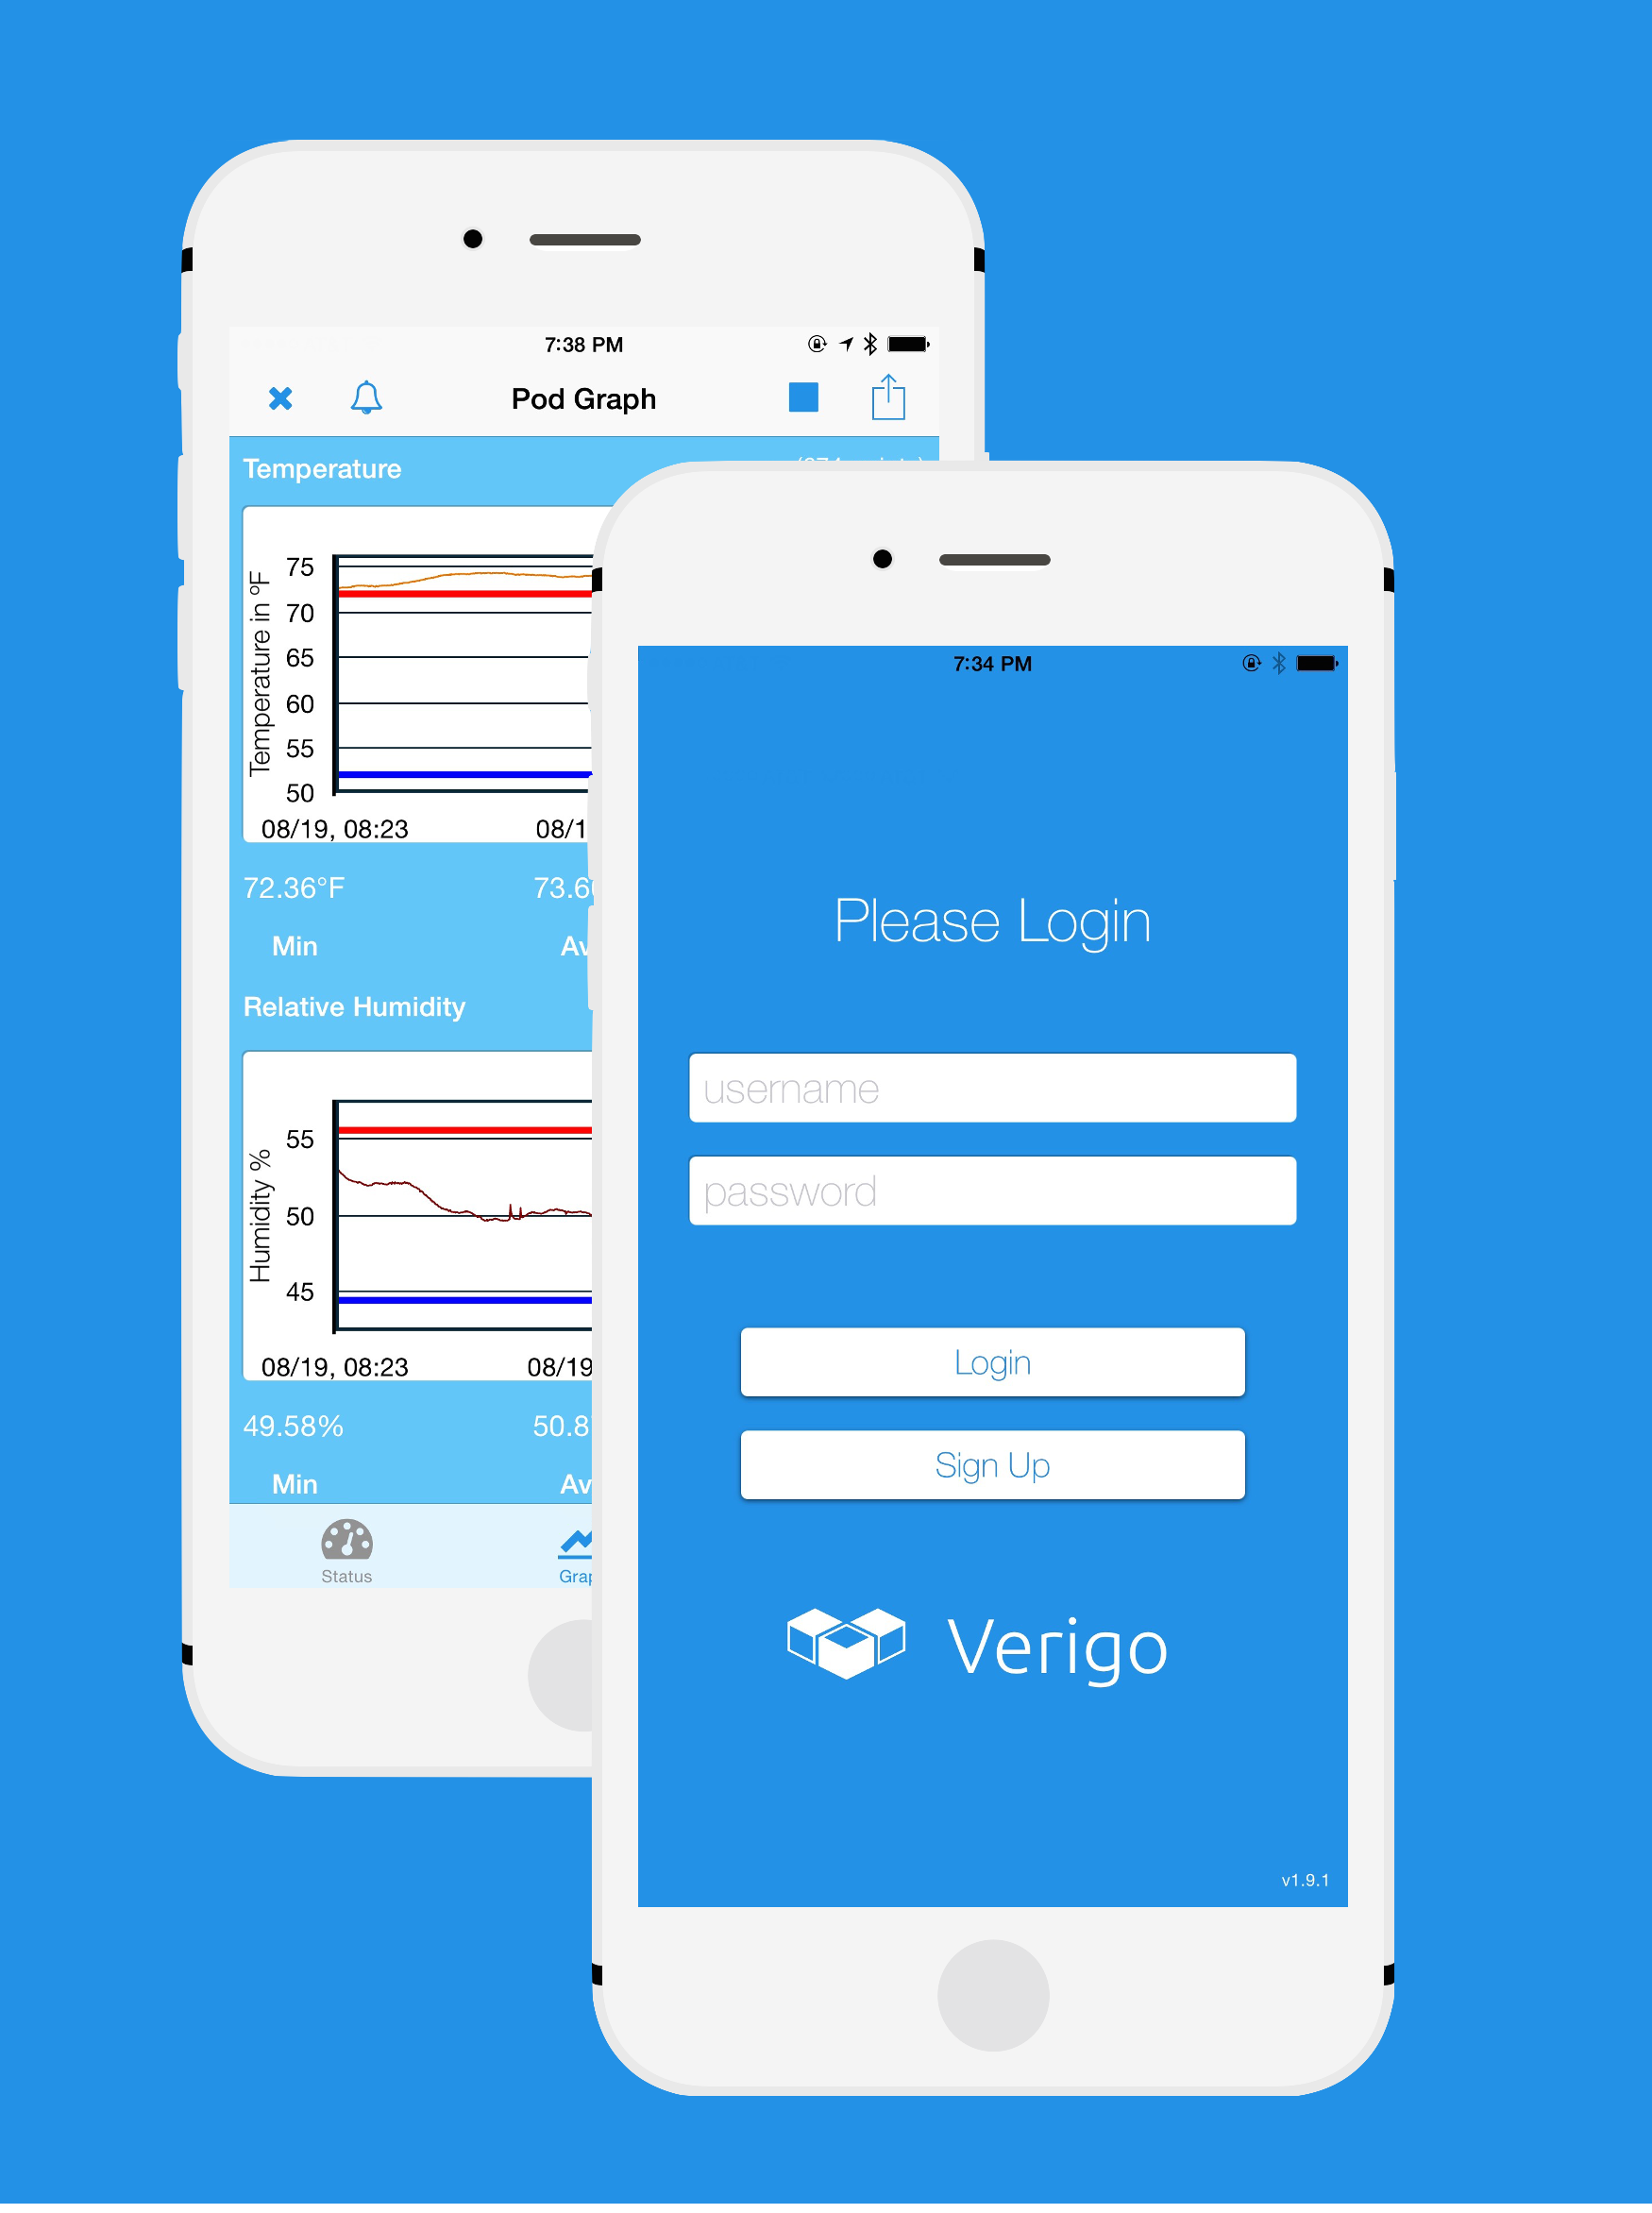 7:38 PM
Pod Graph
Temperature
Temperature in ºF
75
70
65
60
55
50
08/19, 08:23
08/1
72.36°F
73.6
Min
Av
Relative Humidity
Humidity %
55
50
45
08/19, 08:23
08/19
49.58%
50.8
Min
Av
Status
Grap
7:34 PM
Please Login
username
password
Login
Sign Up
Verigo
v1.9.1